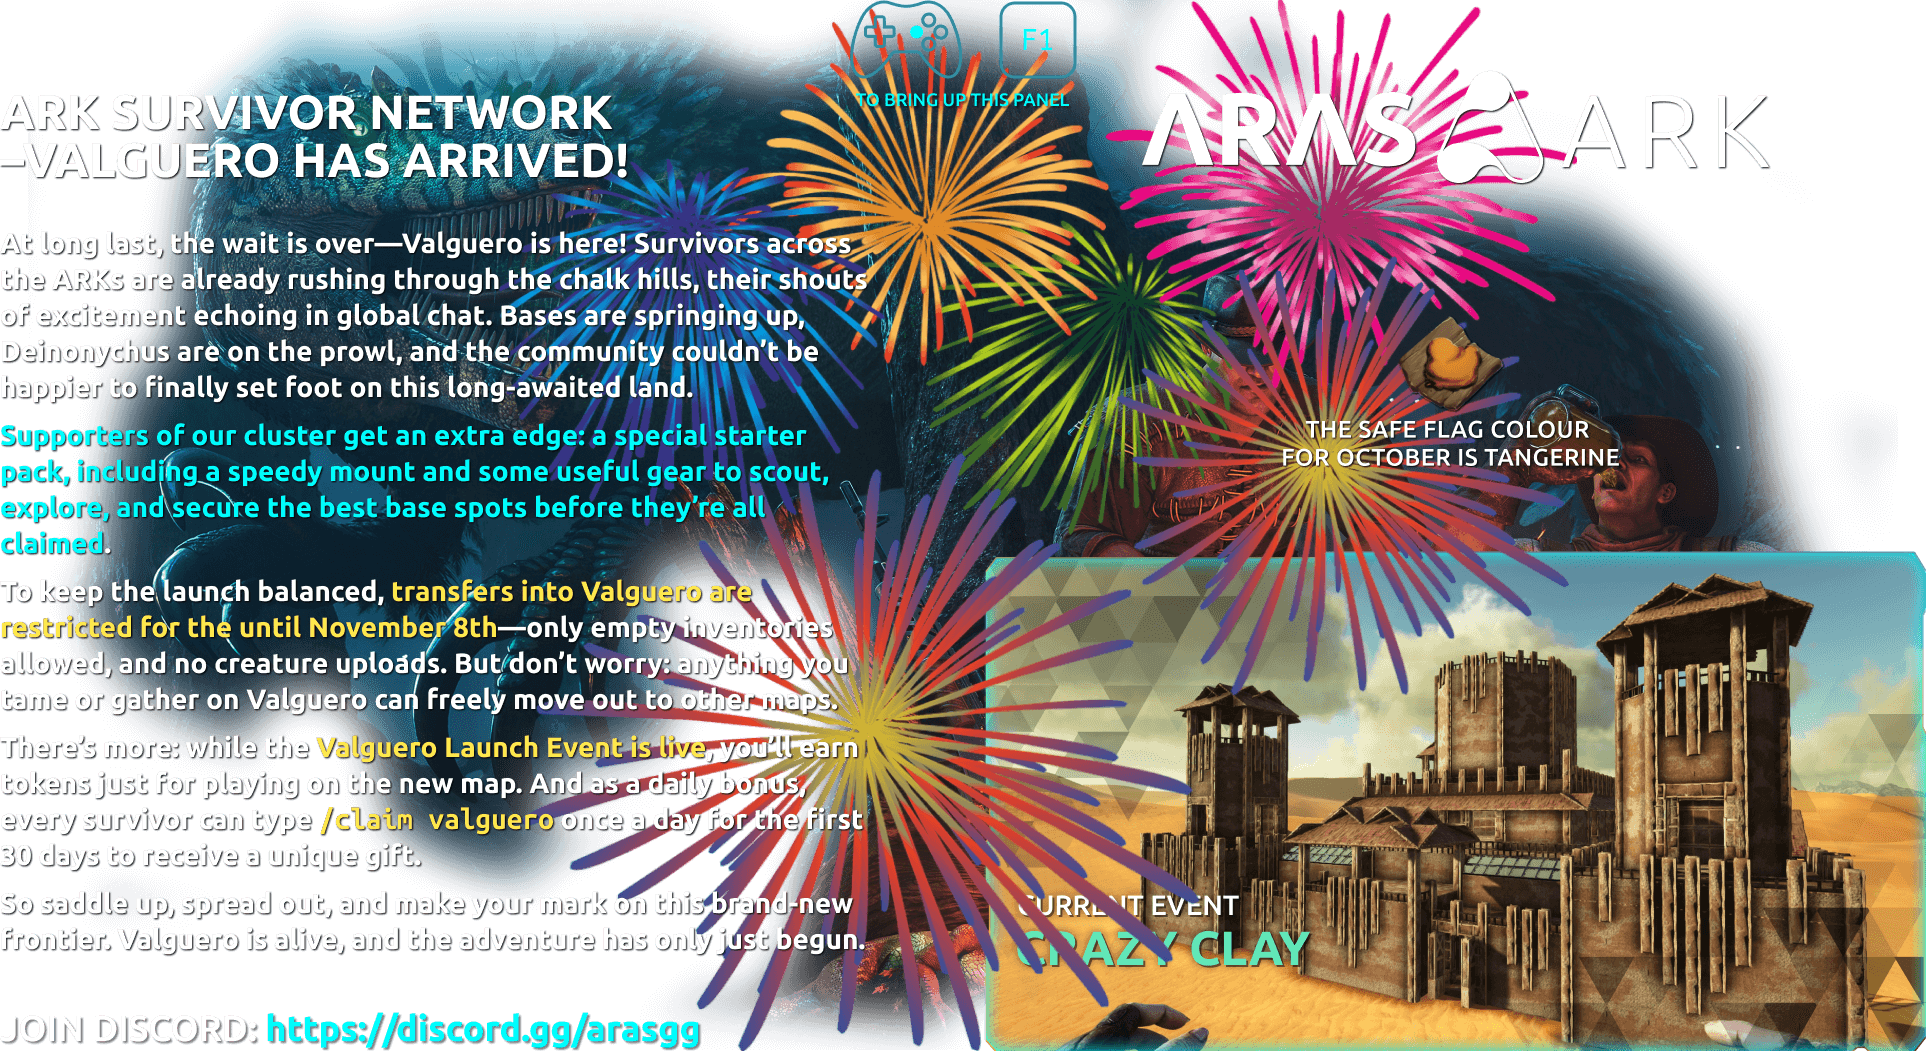 F1
TO BRING UP THIS PANEL
ARAS ARK
ARK SURVIVOR NETWORK
–VALGUERO HAS ARRIVED!
At long last, the wait is over—Valguero is here! Survivors across
the ARKs are already rushing through the chalk hills, their shouts
of excitement echoing in global chat. Bases are springing up,
Deinonychus are on the prowl, and the community couldn’t be
happier to finally set foot on this long-awaited land.
Supporters of our cluster get an extra edge: a special starter
pack, including a speedy mount and some useful gear to scout,
explore, and secure the best base spots before they’re all
claimed.
To keep the launch balanced, transfers into Valguero are
restricted for the until November 8th—only empty inventories
allowed, and no creature uploads. But don’t worry: anything you
tame or gather on Valguero can freely move out to other maps.
There’s more: while the Valguero Launch Event is live, you’ll earn
tokens just for playing on the new map. And as a daily bonus,
every survivor can type /claim valguero once a day for the first
30 days to receive a unique gift.
So saddle up, spread out, and make your mark on this brand-new
frontier. Valguero is alive, and the adventure has only just begun.
JOIN DISCORD: https://discord.gg/arasgg
THE SAFE FLAG COLOUR
FOR OCTOBER IS TANGERINE
CURRENT EVENT
CRAZY CLAY